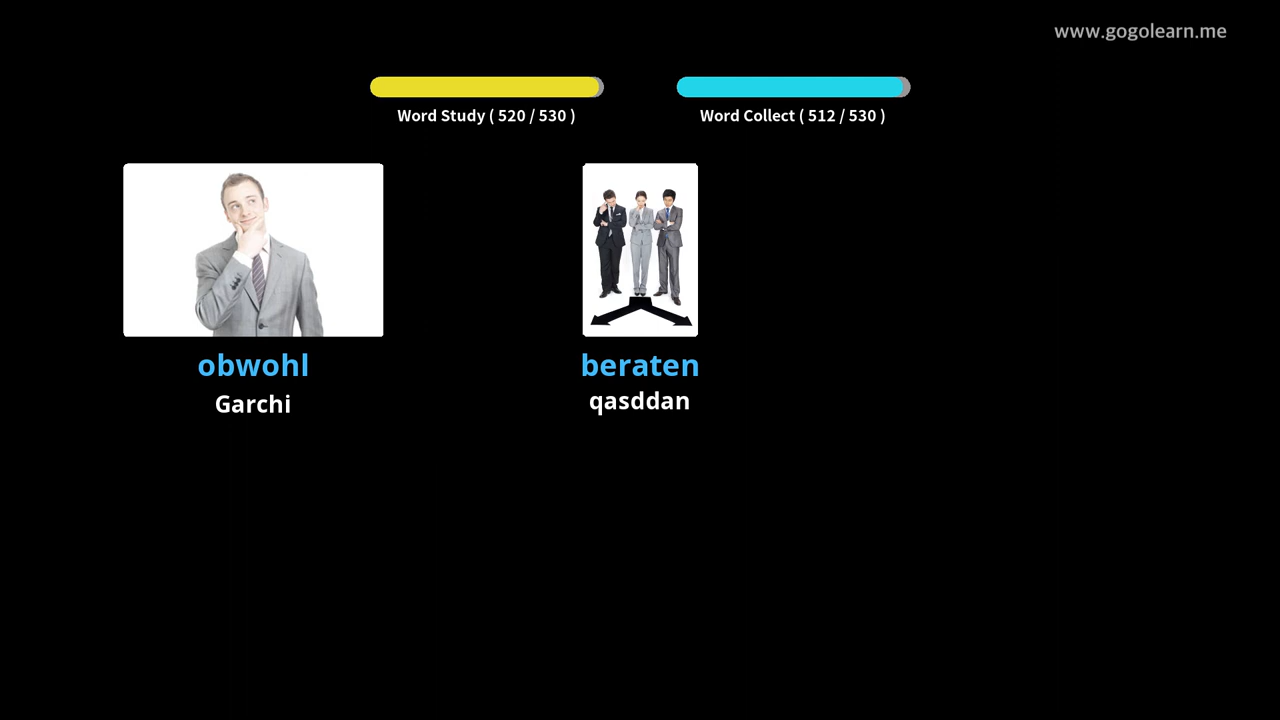 www.gogolearn.me
Word Study ( 520 / 530 )
Word Collect ( 512 / 530 )
obwohl
Garchi
beraten
qasddan